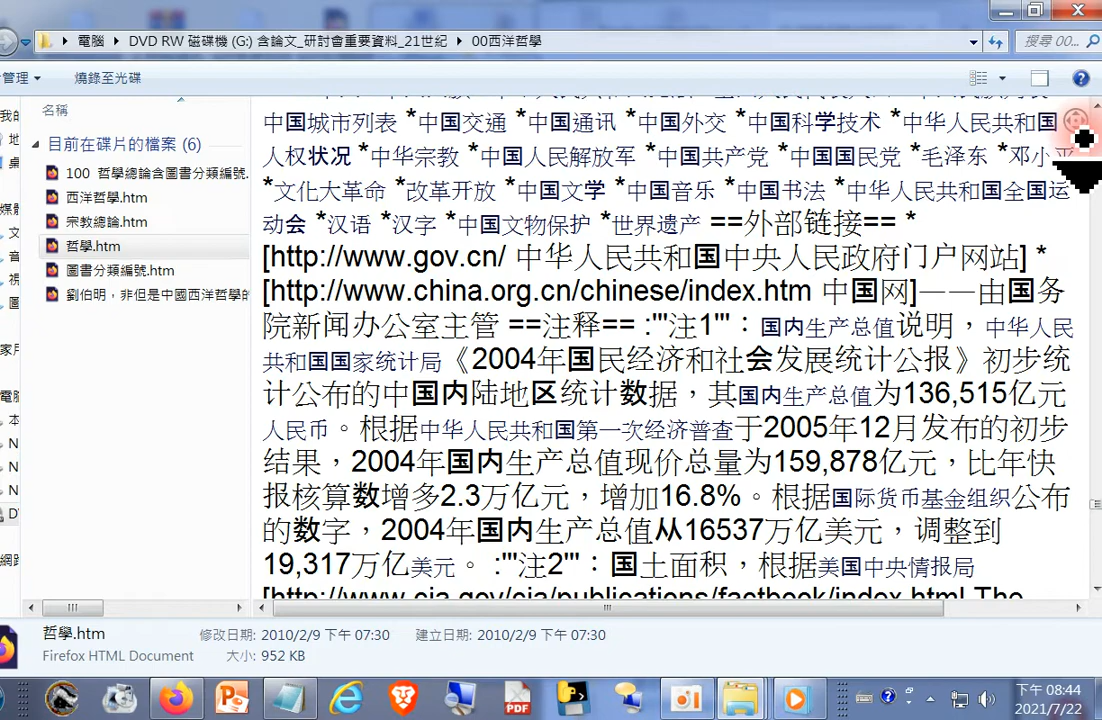 電腦 ▸ DVD RW 磁碟機 (G:) 含論文_研討會重要資料_21世紀 ▸ 00西洋哲學
搜尋 00...
管理
燒錄至光碟
名稱
目前在碟片的檔案 (6)
100 哲學總論含圖書分類編號.
西洋哲學.htm
宗教總論.htm
哲學.htm
圖書分類編號.htm
劉伯明，非但是中國西洋哲學的
中国城市列表 *中国交通 *中国通讯 *中国外交 *中国科学技术 *中华人民共和国
人权状况 *中华宗教 *中国人民解放军 *中国共产党 *中国国民党 *毛泽东 *邓小平
*文化大革命 *改革开放 *中国文学 *中国音乐 *中国书法 *中华人民共和国全国运
动会 *汉语 *汉字 *中国文物保护 *世界遗产 ==外部链接== *
[http://www.gov.cn/ 中华人民共和国中央人民政府门户网站] *
[http://www.china.org.cn/chinese/index.htm 中国网]——由国务
院新闻办公室主管 ==注释== :'''注1'''：国内生产总值说明，中华人民
共和国国家统计局《2004年国民经济和社会发展统计公报》初步统
计公布的中国内陆地区统计数据，其国内生产总值为136,515亿元
人民币。根据中华人民共和国第一次经济普查于2005年12月发布的初步
结果，2004年国内生产总值现价总量为159,878亿元，比年快
报核算数增多2.3万亿元，增加16.8%。根据国际货币基金组织公布
的数字，2004年国内生产总值从16537万亿美元，调整到
19,317万亿美元。 :'''注2'''：国土面积，根据美国中央情报局
[http://www.cia.gov/cia/publications/factbook/index.html The
哲學.htm
修改日期: 2010/2/9 下午 07:30
建立日期: 2010/2/9 下午 07:30
Firefox HTML Document
大小: 952 KB
PDF
下午 08:44
2021/7/22